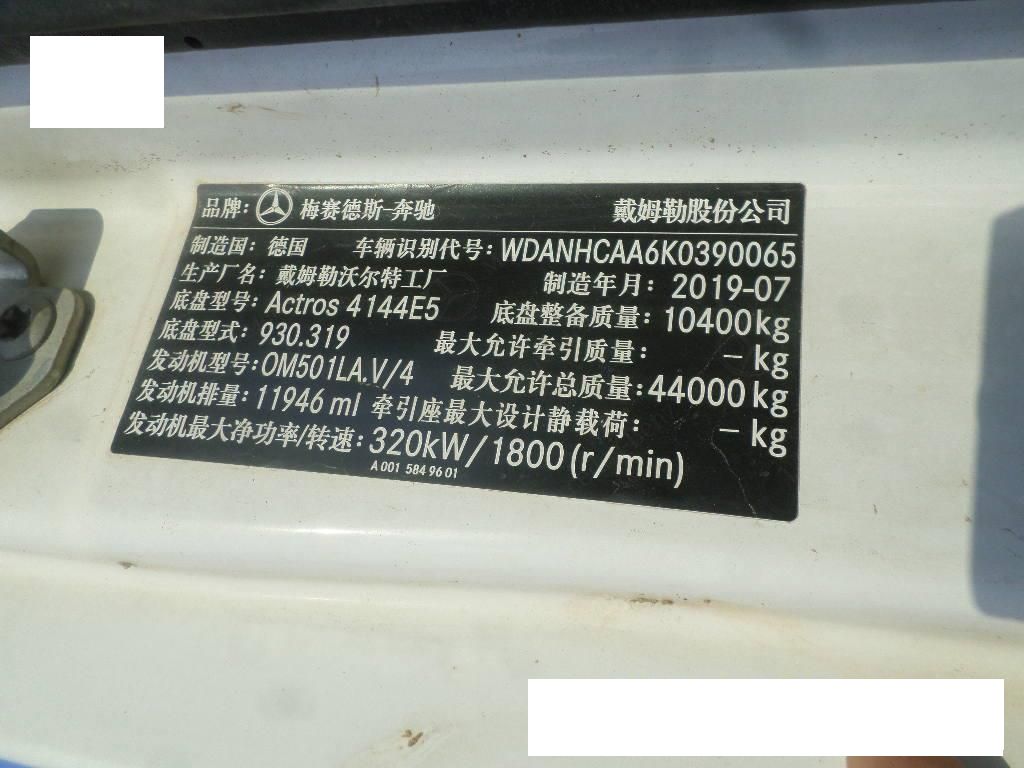 品牌: 梅赛德斯-奔驰 戴姆勒股份公司
制造国: 德国 车辆识别代号: WDANHCAA6K0390065
生产厂名: 戴姆勒沃尔特工厂 制造年月: 2019-07
底盘型号: Actros 4144E5 底盘整备质量: 10400kg
底盘型式: 930.319 最大允许牵引质量: – kg
发动机型号: OM501LA.V/4 最大允许总质量: 44000kg
发动机排量: 11946 ml 牵引座最大设计静载荷: – kg
发动机最大净功率/转速: 320kW/1800(r/min)
A 001 584 96 01